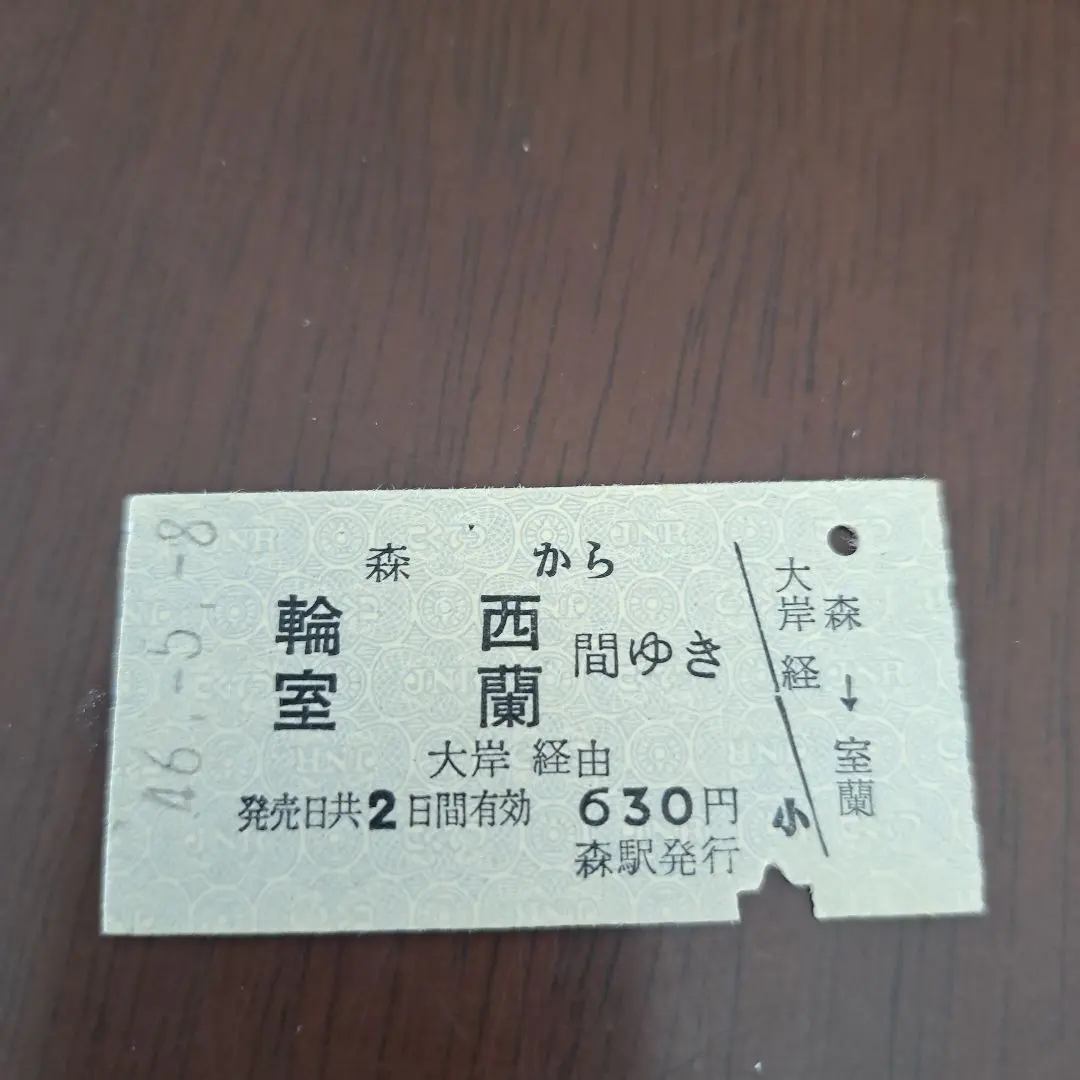 46.-5.-8
森 から
輪西
室蘭 間ゆき
大岸 経由
発売日共2日間有効 630円
森駅発行
小
大岸経
森→室蘭